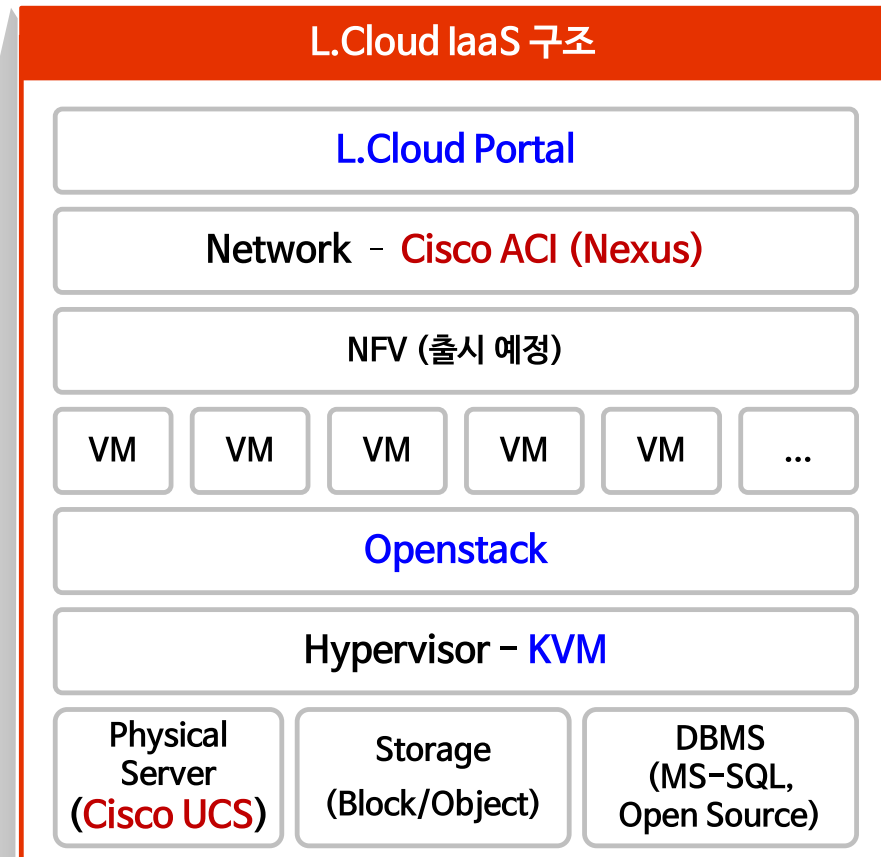 L.Cloud IaaS 구조
L.Cloud Portal
Network - Cisco ACI (Nexus)
NFV (출시 예정)
VM VM VM VM VM ...
Openstack
Hypervisor – KVM
Physical
Server
(Cisco UCS)
Storage
(Block/Object)
DBMS
(MS-SQL,
Open Source)